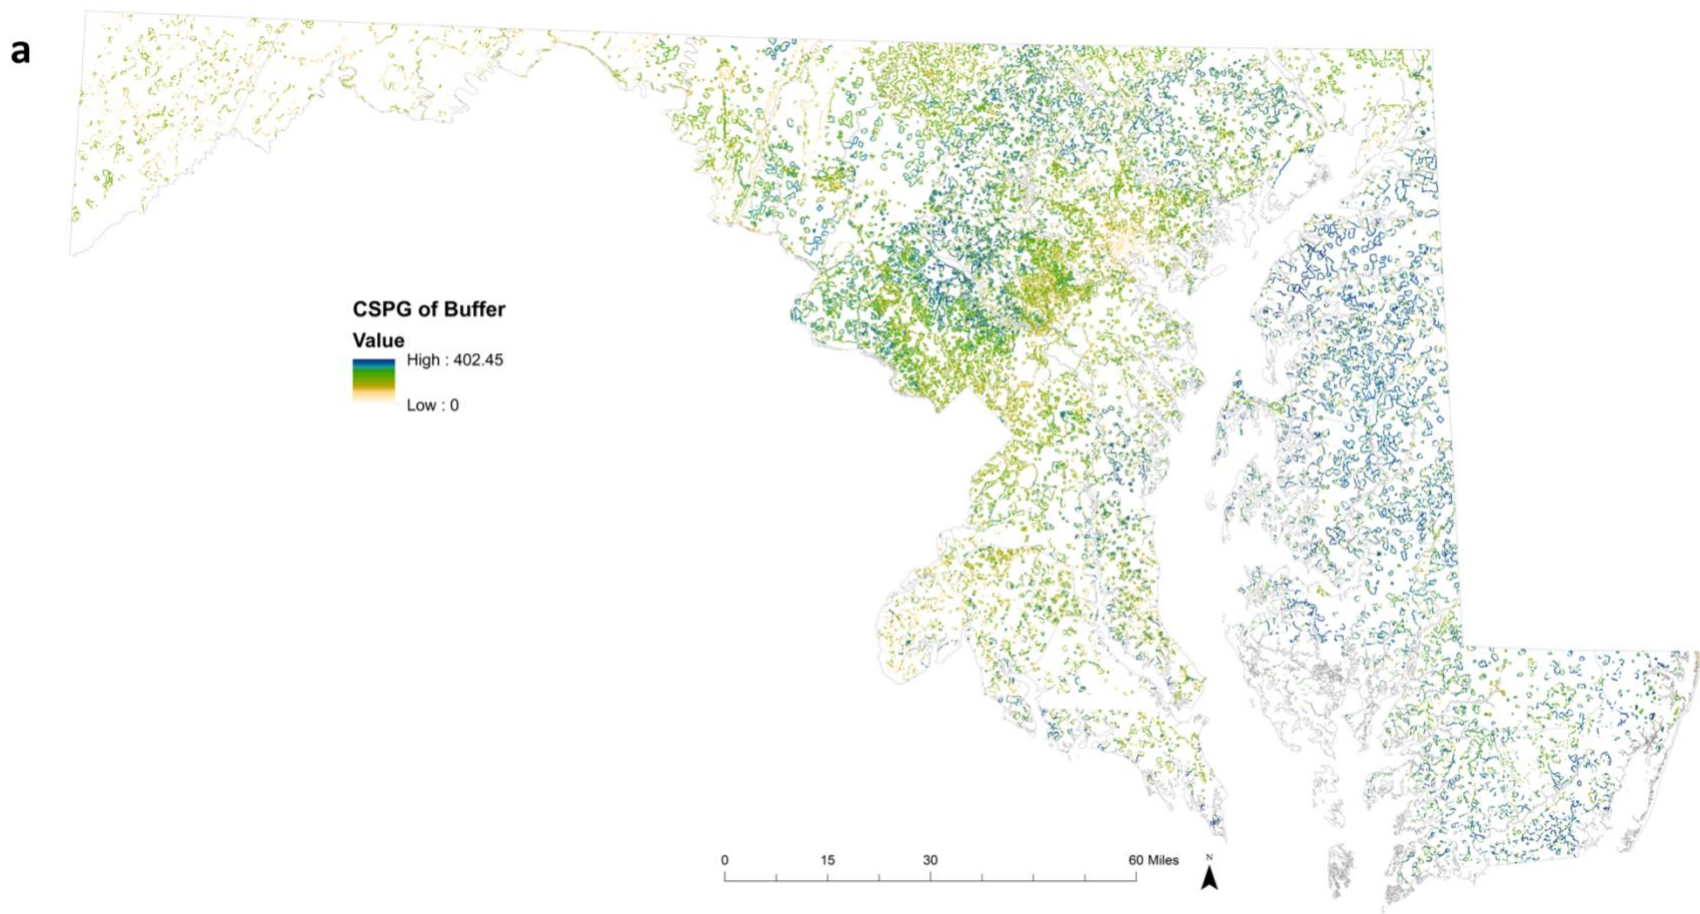 a
CSPG of Buffer
Value
High : 402.45
Low : 0
0 15 30 60 Miles
N